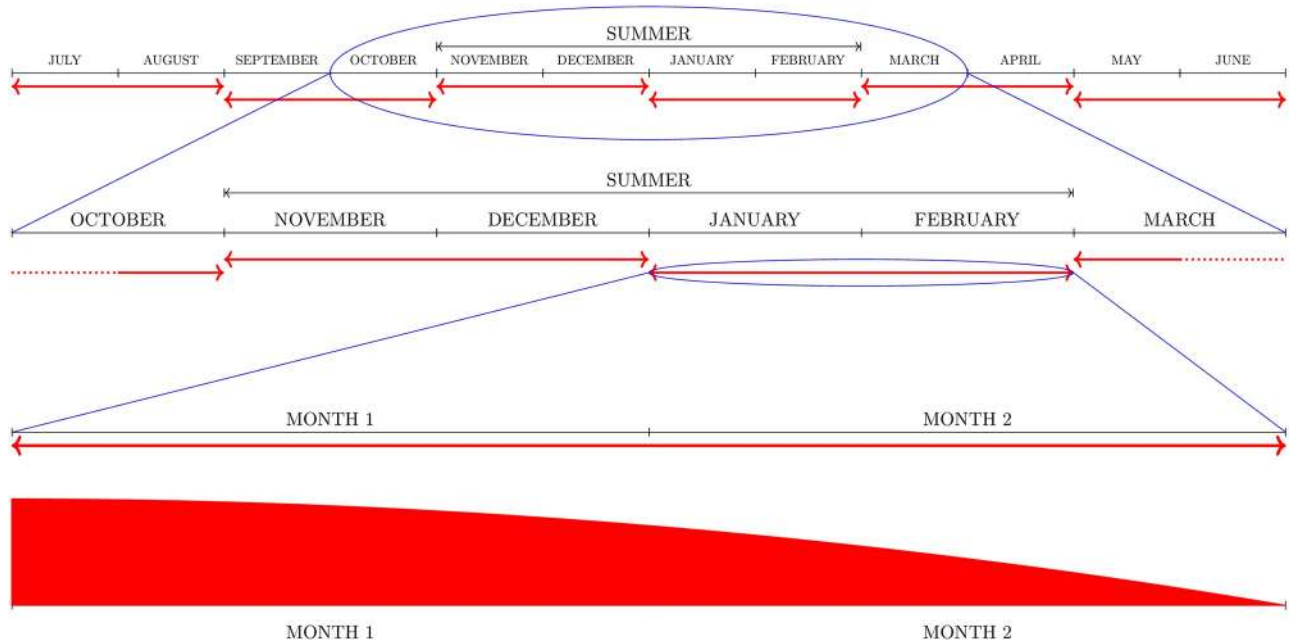 SUMMER
JULY AUGUST SEPTEMBER OCTOBER NOVEMBER DECEMBER JANUARY FEBRUARY MARCH APRIL MAY JUNE
SUMMER
OCTOBER NOVEMBER DECEMBER JANUARY FEBRUARY MARCH
MONTH 1 MONTH 2
MONTH 1 MONTH 2